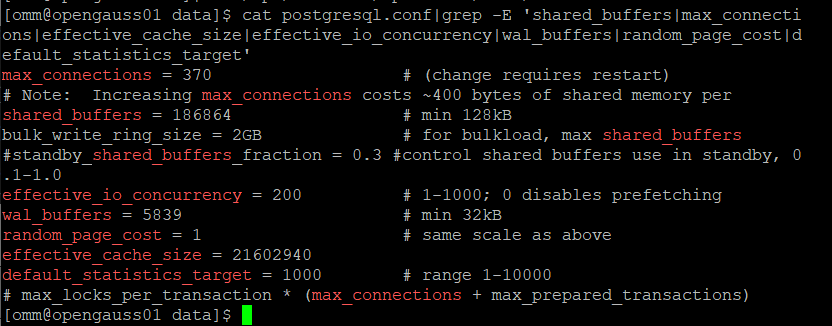 [omm@opengauss01 data]$ cat postgresql.conf|grep -E 'shared_buffers|max_connecti
ons|effective_cache_size|effective_io_concurrency|wal_buffers|random_page_cost|d
efault_statistics_target'
max_connections = 370                   # (change requires restart)
# Note:  Increasing max_connections costs ~400 bytes of shared memory per
shared_buffers = 186864                 # min 128kB
bulk_write_ring_size = 2GB              # for bulkload, max shared_buffers
#standby_shared_buffers_fraction = 0.3 #control shared buffers use in standby, 0
.1-1.0
effective_io_concurrency = 200          # 1-1000; 0 disables prefetching
wal_buffers = 5839                      # min 32kB
random_page_cost = 1                    # same scale as above
effective_cache_size = 21602940
default_statistics_target = 1000        # range 1-10000
# max_locks_per_transaction * (max_connections + max_prepared_transactions)
[omm@opengauss01 data]$